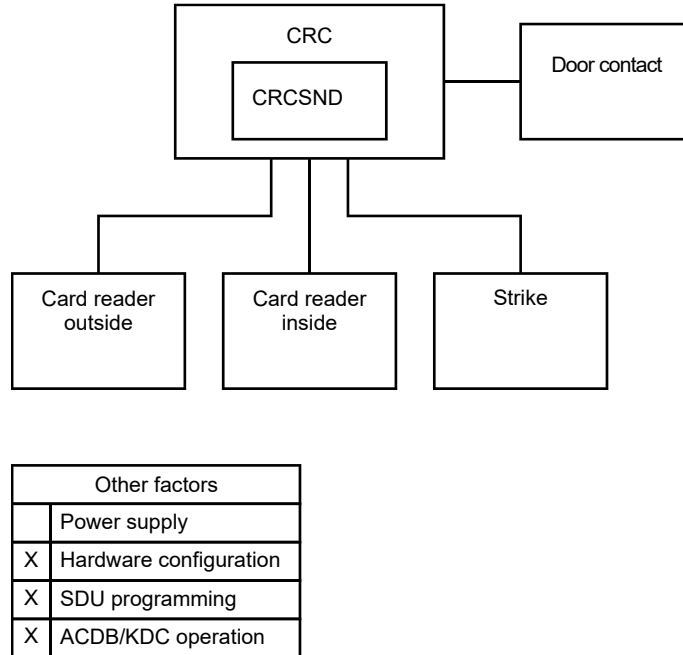 CRC
CRCSND
Door contact
Card reader
outside
Card reader
inside
Strike
Other factors
Power supply
X Hardware configuration
X SDU programming
X ACDB/KDC operation